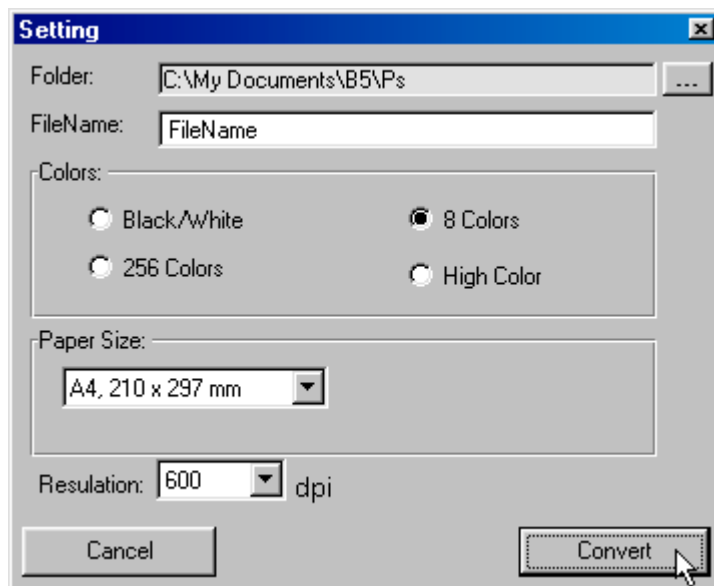 Setting
Folder: C:\My Documents\B5\Ps ...
FileName: FileName
Colors:
Black/White 8 Colors
256 Colors High Color
Paper Size:
A4, 210 x 297 mm
Resulation: 600 dpi
Cancel Convert